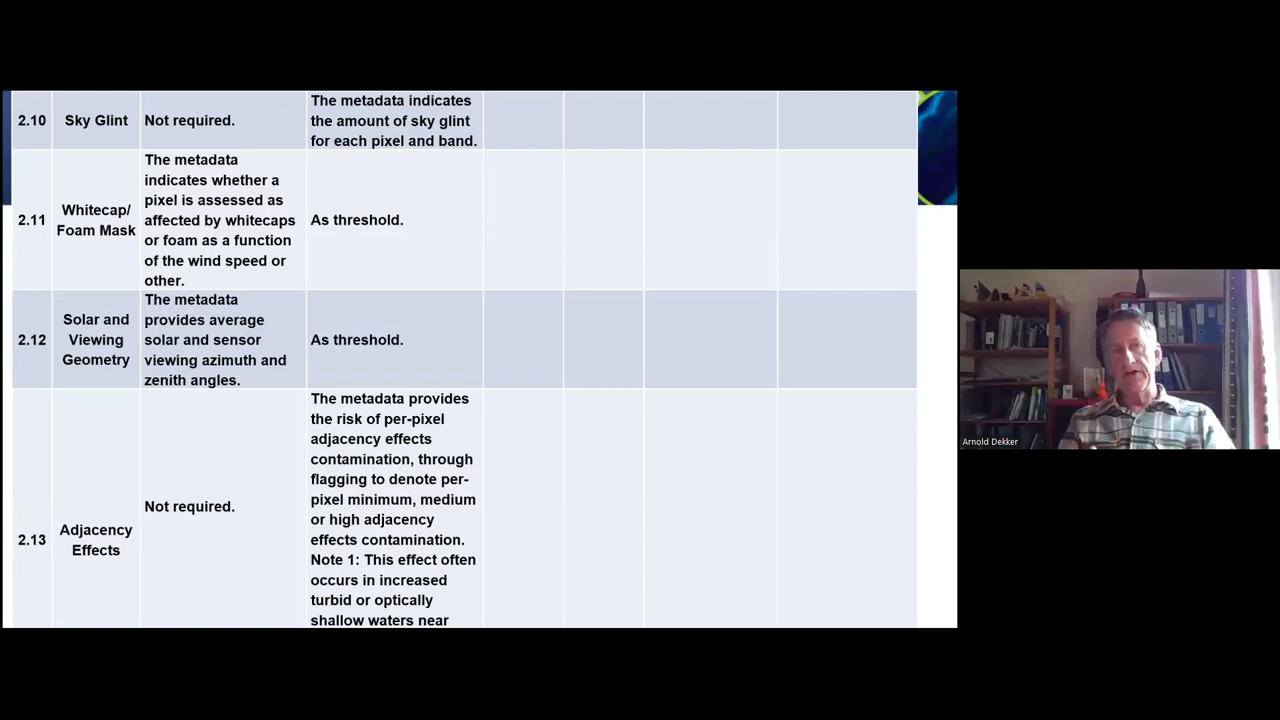 2.10
Sky Glint
Not required.
The metadata indicates
the amount of sky glint
for each pixel and band.
2.11
Whitecap/
Foam Mask
The metadata
indicates whether a
pixel is assessed as
affected by whitecaps
or foam as a function
of the wind speed or
other.
As threshold.
2.12
Solar and
Viewing
Geometry
The metadata
provides average
solar and sensor
viewing azimuth and
zenith angles.
As threshold.
2.13
Adjacency
Effects
Not required.
The metadata provides
the risk of per-pixel
adjacency effects
contamination, through
flagging to denote per-
pixel minimum, medium
or high adjacency
effects contamination.
Note 1: This effect often
occurs in increased
turbid or optically
shallow waters near
Arnold Dekker